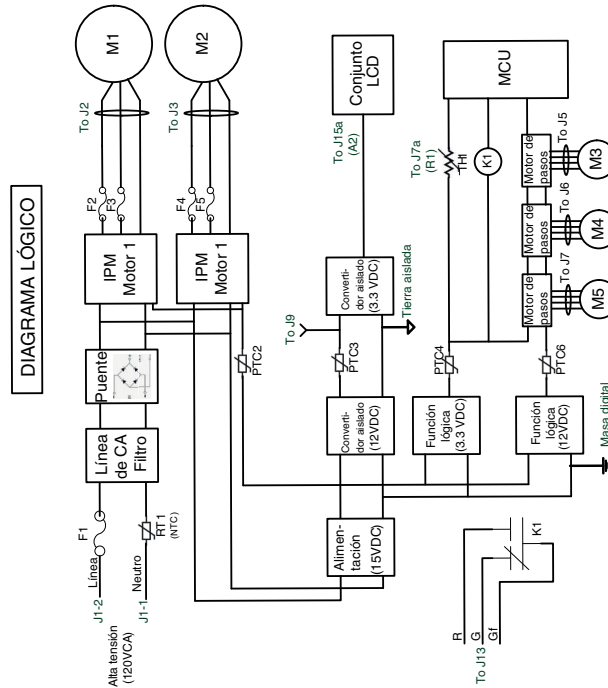 DIAGRAMA LÓGICO
Alta tensión
(120VCA)
J1-2
Línea
F1
J1-1
Neutro
RT1
(NTC)
Línea
de CA
Filtro
Puente
IPM
Motor 1
F2
F3
To J2
M1
IPM
Motor 1
F4
F5
To J3
M2
PTC2
Alimen-
tación
(15VDC)
Converti-
dor aislado
(12VDC)
PTC3
To J9
Converti-
dor aislado
(3.3 VDC)
Tierra aislada
To J15a
(A2)
Conjunto
LCD
Función
lógica
(3.3 VDC)
PTC4
To J7a
(R1)
TH1
K1
MCU
Función
lógica
(12VDC)
PTC6
Masa digital
Motor de
pasos
To J7
M5
Motor de
pasos
To J6
M4
Motor de
pasos
To J5
M3
To J13
R
G
Gf
K1